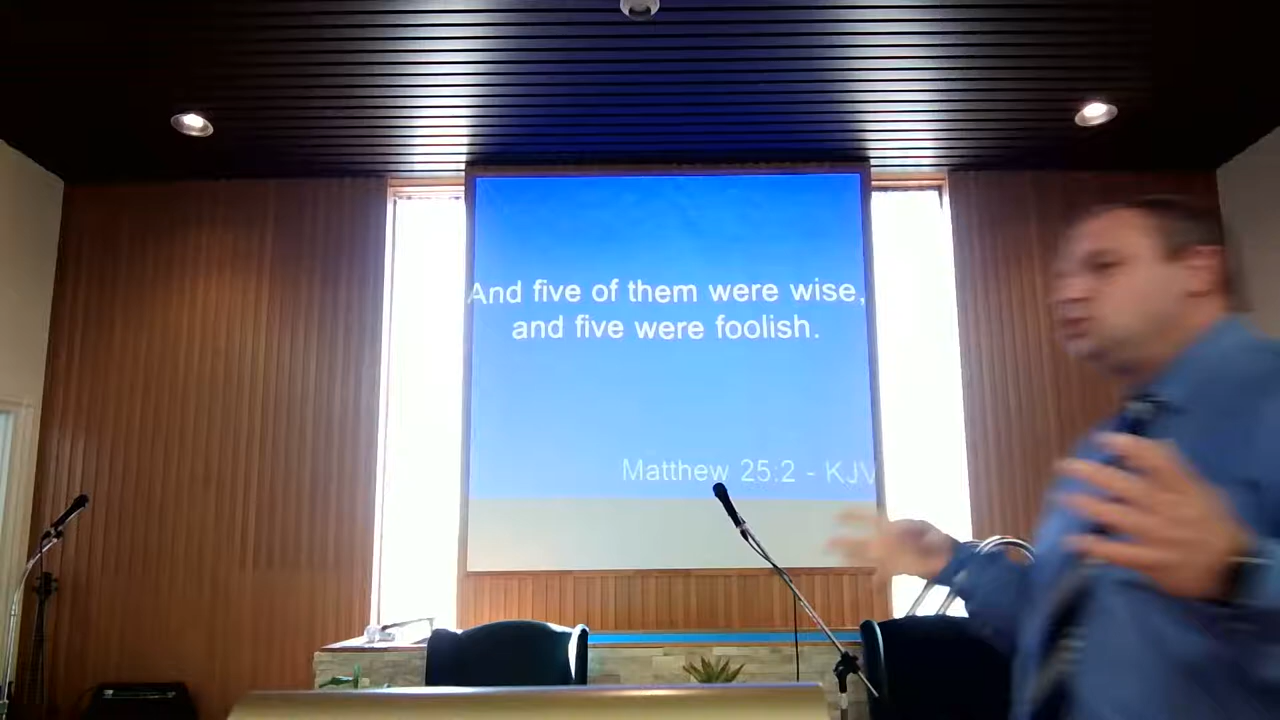 And five of them were wise,
and five were foolish.
Matthew 25:2 - KJV